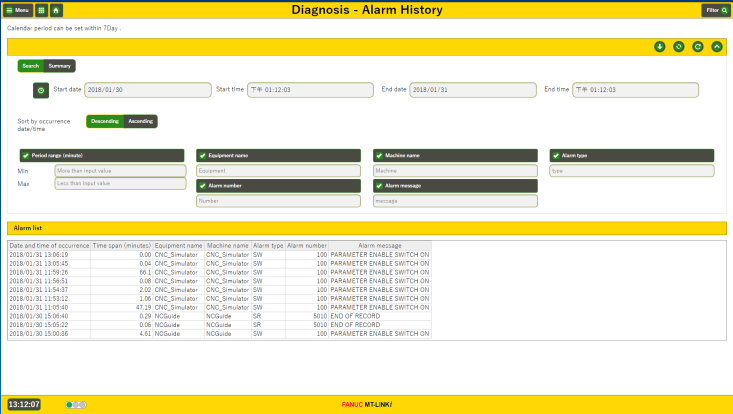 Menu
Diagnosis - Alarm History
Filter
Calendar period can be set within 7Day .
Search Summary
Start date 2018/01/30 Start time 下午 01:12:03 End date 2018/01/31 End time 下午 01:12:03
Sort by occurrence date/time Descending Ascending
Period range (minute) Equipment name Machine name Alarm type
Min More than input value Equipment Machine type
Max Less than input value Alarm number Alarm message
Number message
Alarm list
Date and time of occurrence Time span (minutes) Equipment name Machine name Alarm type Alarm number Alarm message
2018/01/31 13:06:19 0.00 CNC_Simulator CNC_Simulator SW 100 PARAMETER ENABLE SWITCH ON
2018/01/31 13:05:45 0.04 CNC_Simulator CNC_Simulator SW 100 PARAMETER ENABLE SWITCH ON
2018/01/31 11:59:26 66.1 CNC_Simulator CNC_Simulator SW 100 PARAMETER ENABLE SWITCH ON
2018/01/31 11:56:51 0.08 CNC_Simulator CNC_Simulator SW 100 PARAMETER ENABLE SWITCH ON
2018/01/31 11:54:37 2.02 CNC_Simulator CNC_Simulator SW 100 PARAMETER ENABLE SWITCH ON
2018/01/31 11:53:12 1.06 CNC_Simulator CNC_Simulator SW 100 PARAMETER ENABLE SWITCH ON
2018/01/31 11:05:40 47.19 CNC_Simulator CNC_Simulator SW 100 PARAMETER ENABLE SWITCH ON
2018/01/30 15:06:40 0.29 NCGuide NCGuide SR 5010 END OF RECORD
2018/01/30 15:05:22 0.06 NCGuide NCGuide SR 5010 END OF RECORD
2018/01/30 15:00:36 4.61 NCGuide NCGuide SW 100 PARAMETER ENABLE SWITCH ON
13:12:07
FANUC MT-LINKi